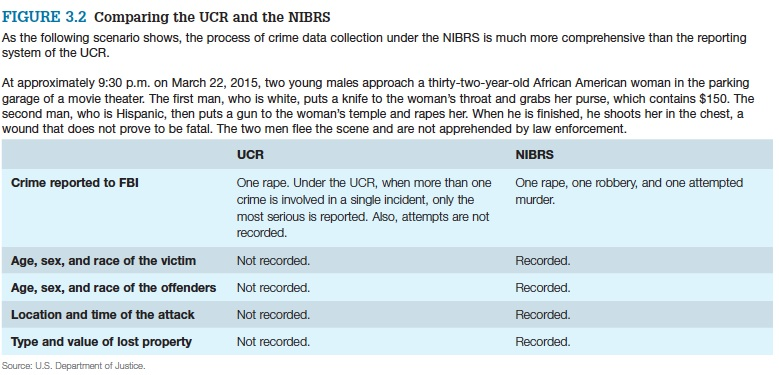 FIGURE 3.2 Comparing the UCR and the NIBRS
As the following scenario shows, the process of crime data collection under the NIBRS is much more comprehensive than the reporting
system of the UCR.
At approximately 9:30 p.m. on March 22, 2015, two young males approach a thirty-two-year-old African American woman in the parking
garage of a movie theater. The first man, who is white, puts a knife to the woman's throat and grabs her purse, which contains $150. The
second man, who is Hispanic, then puts a gun to the woman's temple and rapes her. When he is finished, he shoots her in the chest, a
wound that does not prove to be fatal. The two men flee the scene and are not apprehended by law enforcement.
UCR NIBRS
Crime reported to FBI One rape. Under the UCR, when more than one One rape, one robbery, and one attempted
crime is involved in a single incident, only the murder.
most serious is reported. Also, attempts are not
recorded.
Age, sex, and race of the victim Not recorded. Recorded.
Age, sex, and race of the offenders Not recorded. Recorded.
Location and time of the attack Not recorded. Recorded.
Type and value of lost property Not recorded. Recorded.
Source: U.S. Department of Justice.